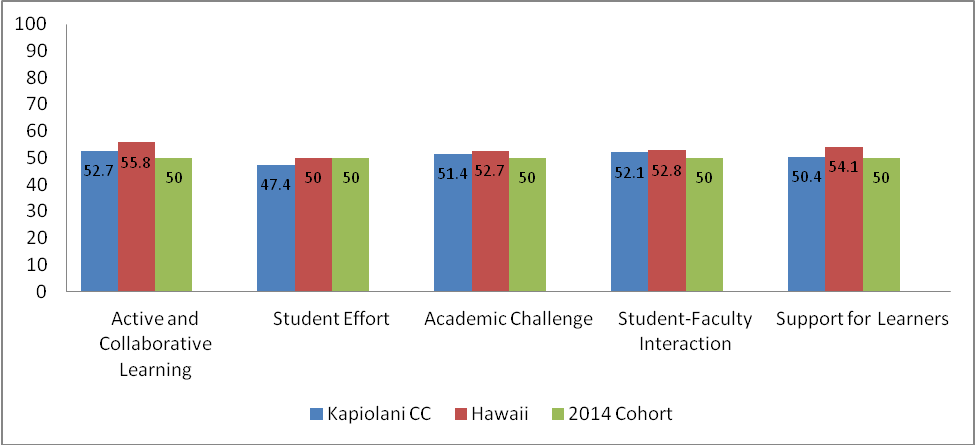 100
90
80
70
60
50
40
30
20
10
0
52.7 55.8 50
47.4 50 50
51.4 52.7 50
52.1 52.8 50
50.4 54.1 50
Active and
Collaborative
Learning
Student Effort
Academic Challenge
Student-Faculty
Interaction
Support for Learners
Kapiolani CC Hawaii 2014 Cohort